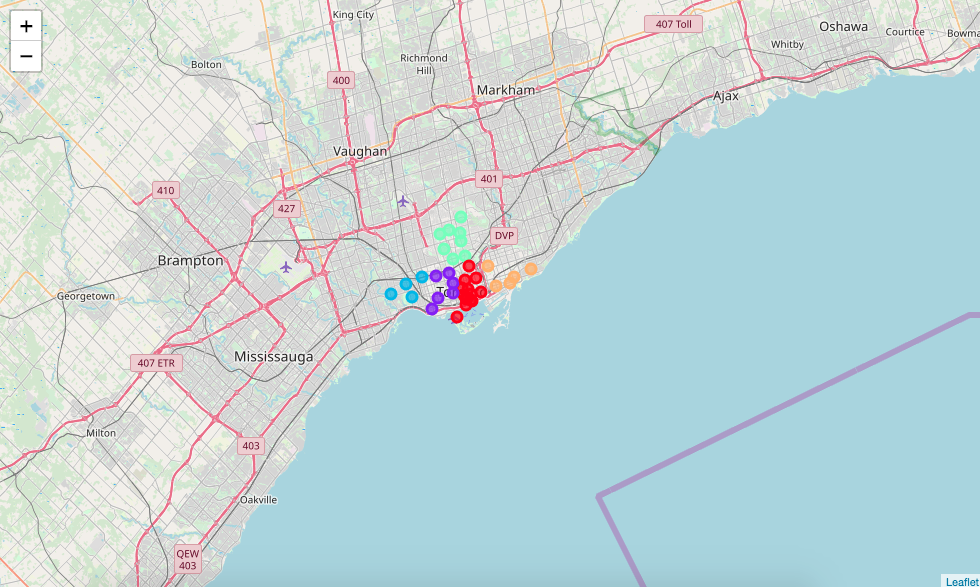 +
−
King City
407 Toll
Oshawa
Courtice
Bowma
Whitby
Bolton
Richmond
Hill
400
Markham
Ajax
Vaughan
401
410
427
DVP
Brampton
To
Georgetown
Mississauga
407 ETR
Milton
403
Oakville
QEW
403
Leaflet